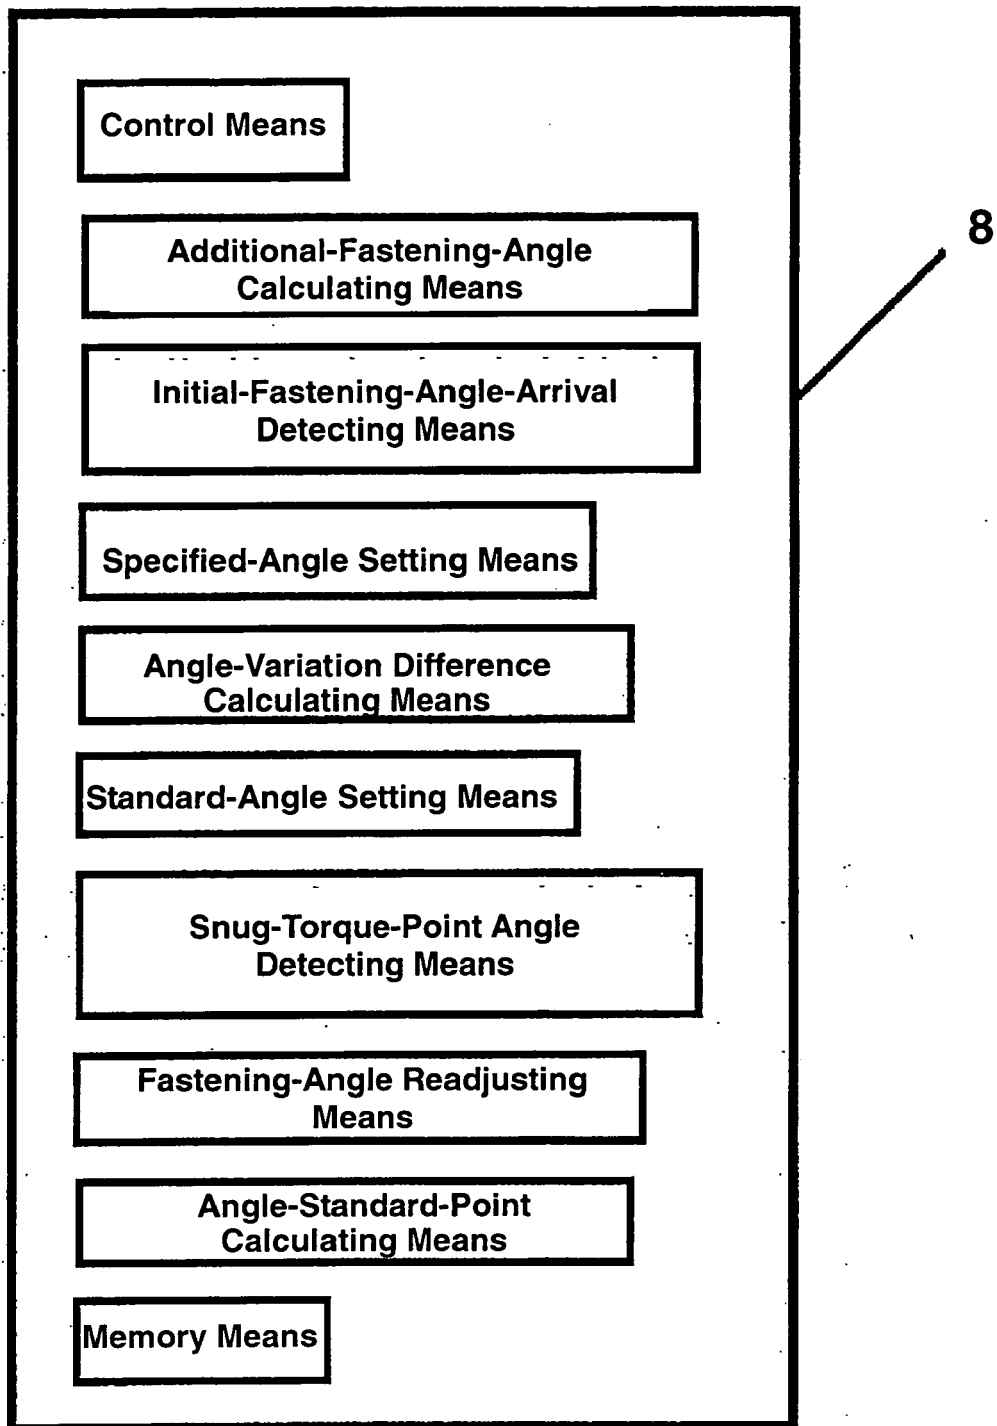 Control Means
8
Additional-Fastening-Angle
Calculating Means
Initial-Fastening-Angle-Arrival
Detecting Means
Specified-Angle Setting Means
Angle-Variation Difference
Calculating Means
Standard-Angle Setting Means
Snug-Torque-Point Angle
Detecting Means
Fastening-Angle Readjusting
Means
Angle-Standard-Point
Calculating Means
Memory Means